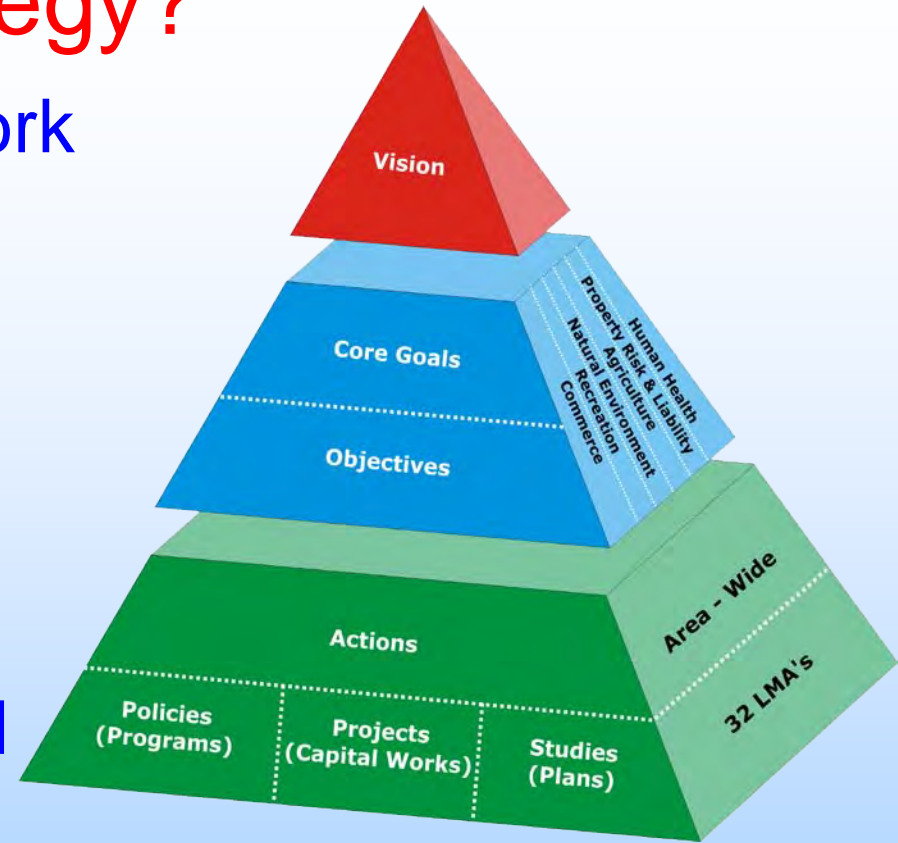 egy?
ork
Vision
Core Goals
Objectives
Human Health
Property Risk & Liability
Agriculture
Natural Environment
Recreation
Commerce
Actions
Area - Wide
32 LMA's
Policies
(Programs)
Projects
(Capital Works)
Studies
(Plans)